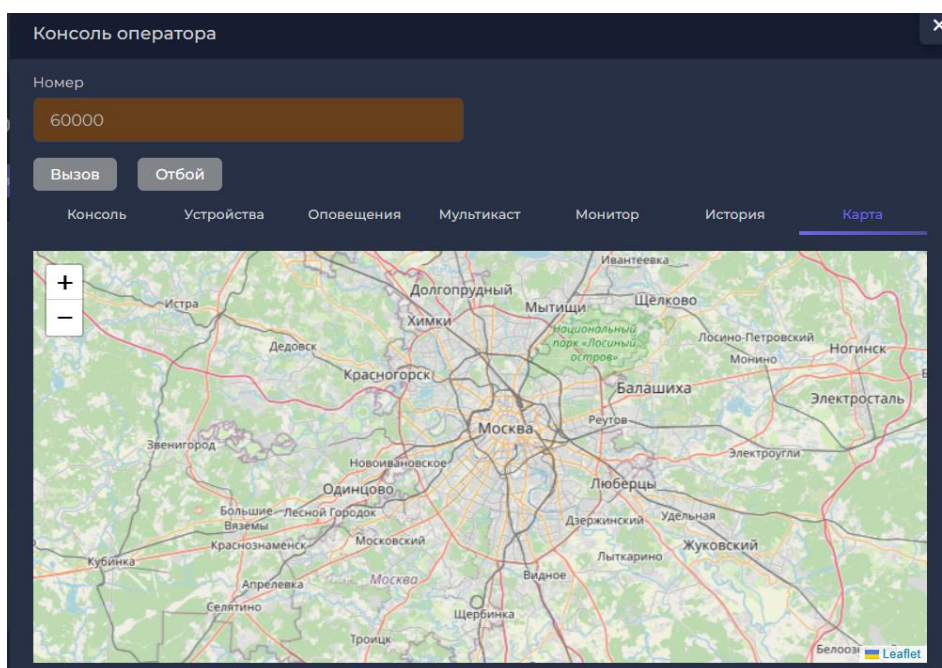 Консоль оператора
×
Номер
60000
Вызов Отбой
Консоль Устройства Оповещения Мультикаст Монитор История Карта
+
−
Ивантеевка
Долгопрудный
Истра
Мытищи
Щёлково
Химки
Национальный
парк «Лосиный
остров»
Лосино-Петровский
Дедовск
Ногинск
Монино
Красногорск
Балашиха
Электросталь
Реутов
Москва
Звенигород
Электроугли
Новоивановское
Одинцово
Люберцы
Большие
Вяземы
Лесной Городок
Дзержинский
Удельная
Краснознаменск
Московский
Жуковский
Лыткарино
Кубинка
Видное
Апрелевка
Москва
Селятино
Щербинка
Троицк
Leaflet